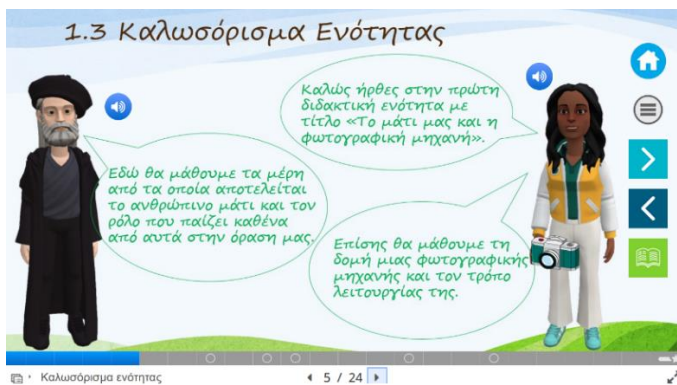 1.3 Καλωσόρισμα Ενότητας
Καλώς ήρθες στην πρώτη
διδακτική ενότητα με
τίτλο «Το μάτι μας και η
φωτογραφική μηχανή».
Εδώ θα μάθουμε τα μέρη
από τα οποία αποτελείται
το ανθρώπινο μάτι και τον
ρόλο που παίζει καθένα
από αυτά στην όραση μας.
Επίσης θα μάθουμε τη
δομή μιας φωτογραφικής
μηχανής και τον τρόπο
λειτουργίας της.
Καλωσόρισμα ενότητας
5 / 24